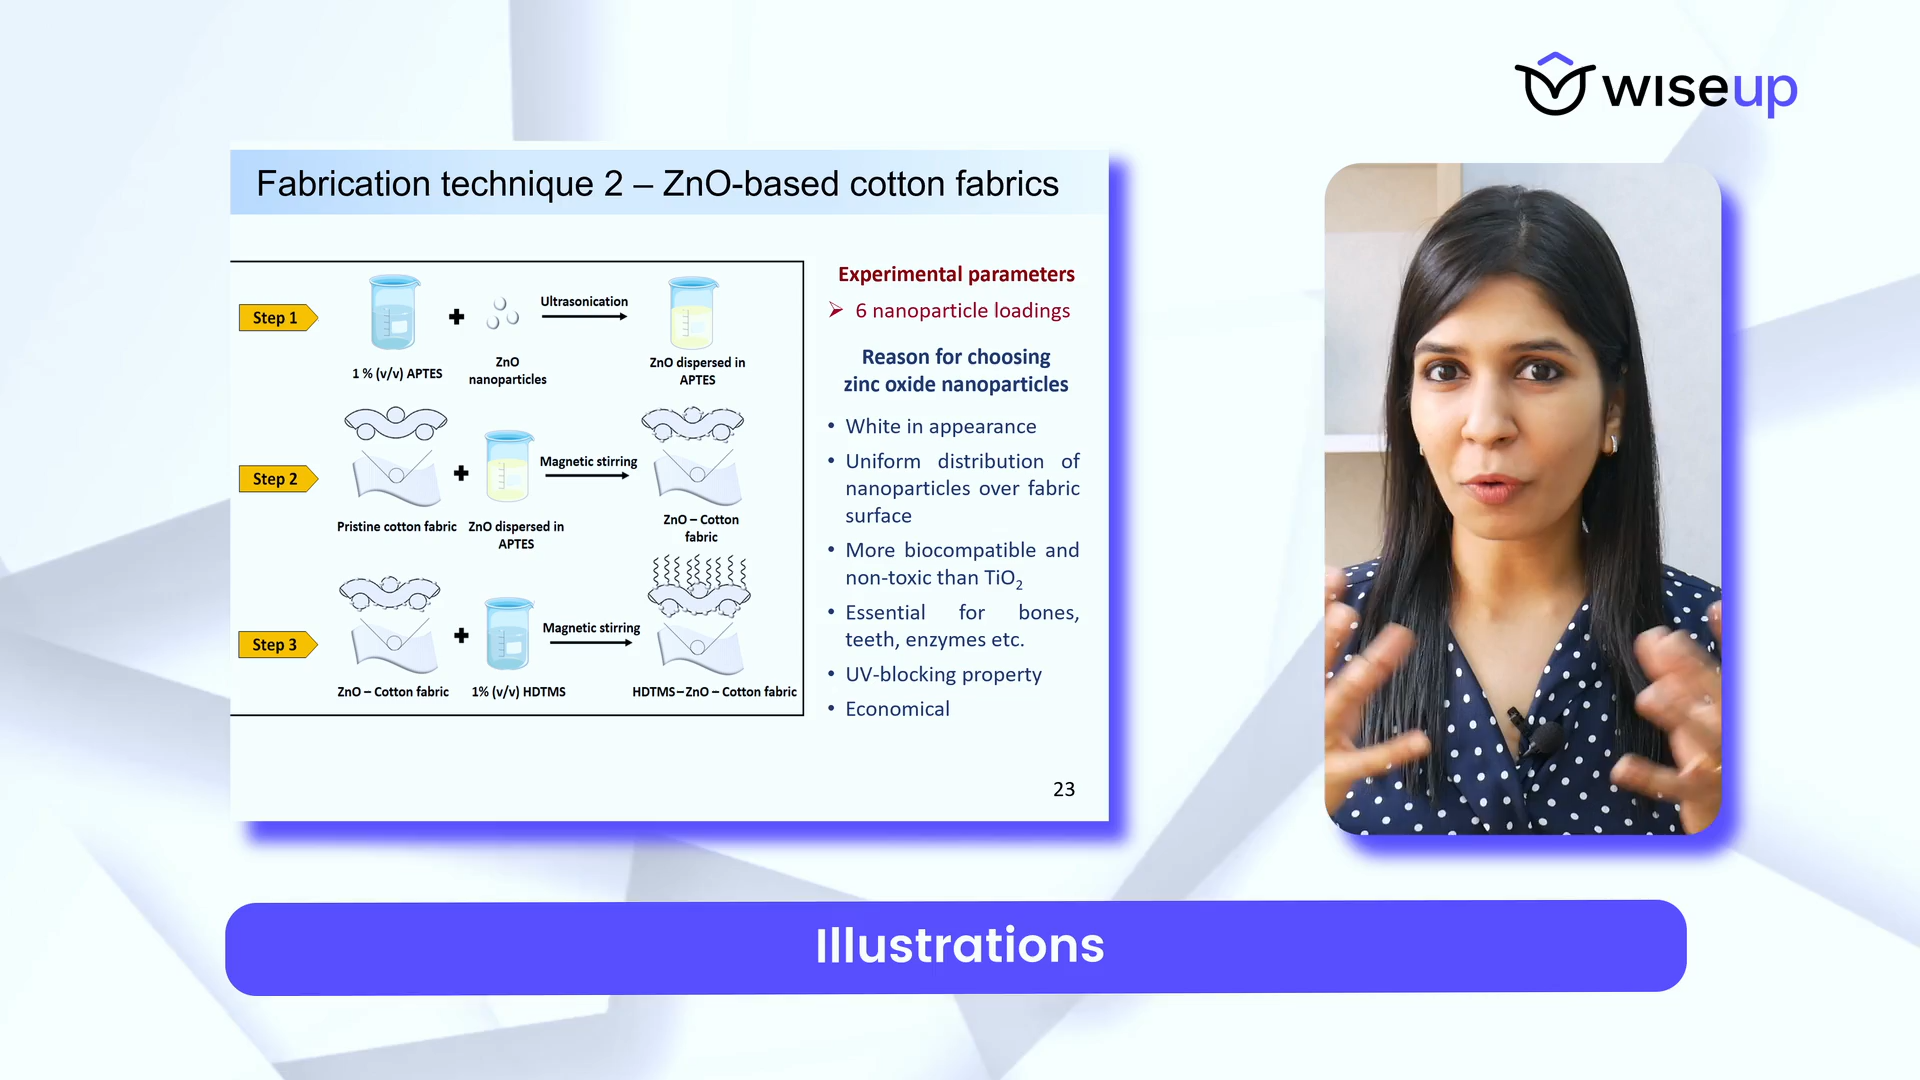 wiseup
Fabrication technique 2 – ZnO-based cotton fabrics
Step 1
Ultrasonication
1 % (v/v) APTES
ZnO
nanoparticles
ZnO dispersed in
APTES
Step 2
Magnetic stirring
Pristine cotton fabric
ZnO dispersed in
APTES
ZnO – Cotton
fabric
Step 3
Magnetic stirring
ZnO – Cotton fabric
1% (v/v) HDTMS
HDTMS–ZnO – Cotton fabric
Experimental parameters
➢ 6 nanoparticle loadings
Reason for choosing
zinc oxide nanoparticles
• White in appearance
• Uniform distribution of
nanoparticles over fabric
surface
• More biocompatible and
non-toxic than TiO₂
• Essential for bones,
teeth, enzymes etc.
• UV-blocking property
• Economical
23
Illustrations